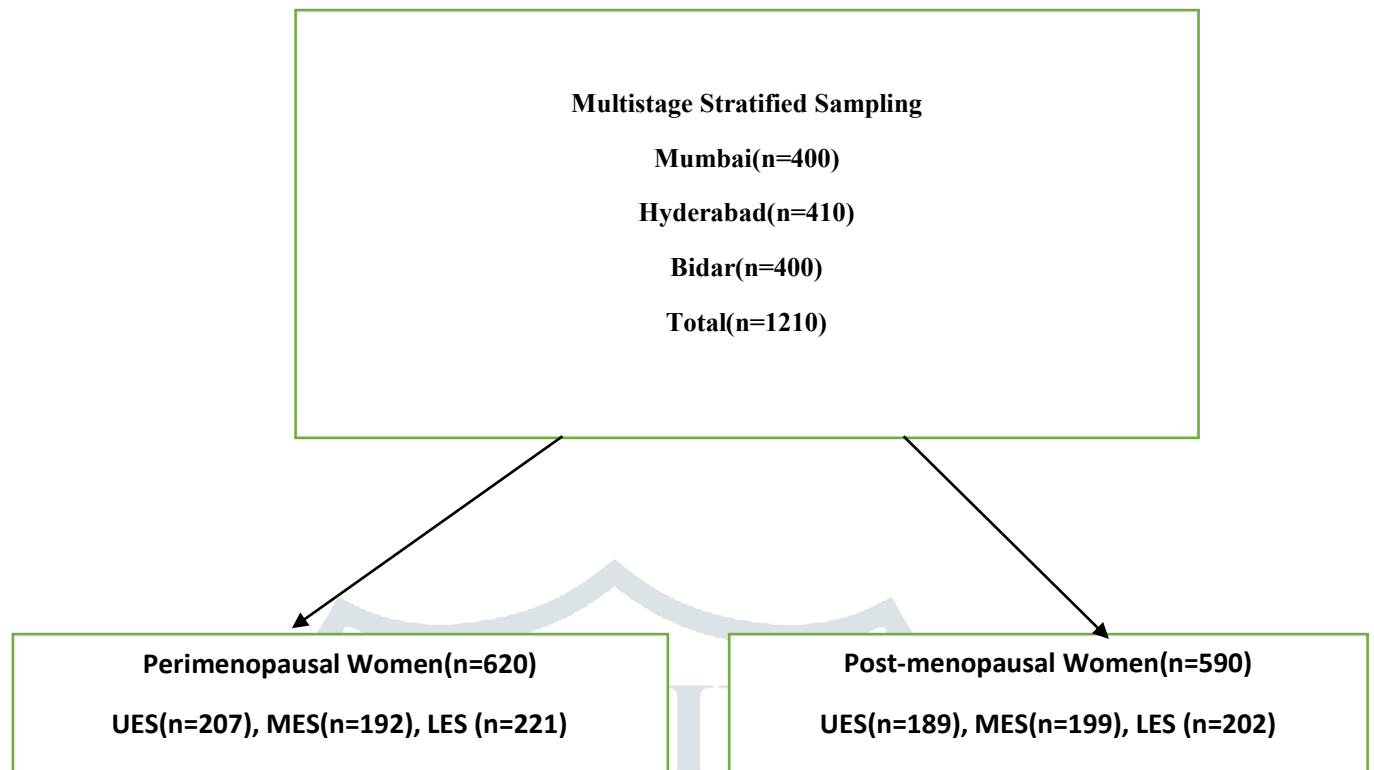 Multistage Stratified Sampling
Mumbai(n=400)
Hyderabad(n=410)
Bidar(n=400)
Total(n=1210)
Perimenopausal Women(n=620)
UES(n=207), MES(n=192), LES (n=221)
Post-menopausal Women(n=590)
UES(n=189), MES(n=199), LES (n=202)